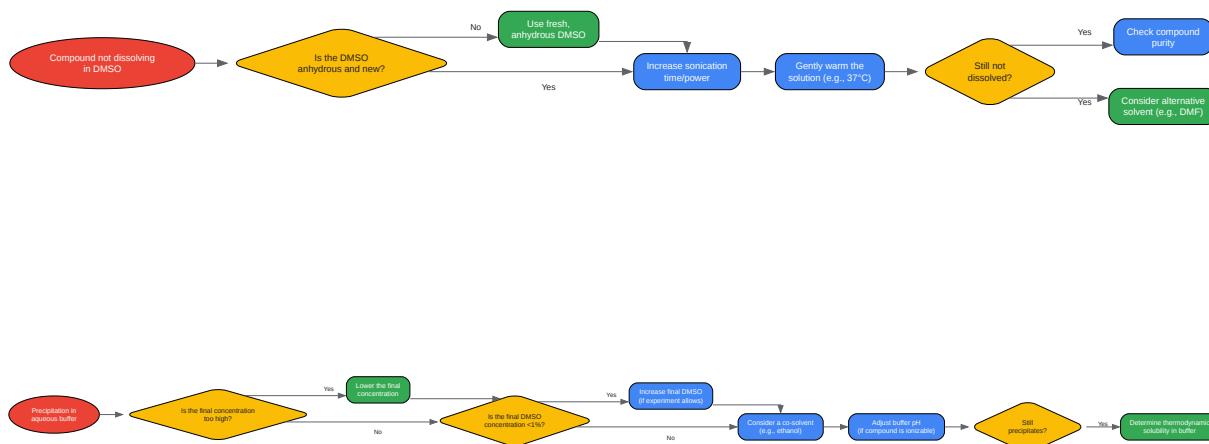 Compound not dissolving
in DMSO
Is the DMSO
anhydrous and new?
No
Use fresh,
anhydrous DMSO
Yes
Increase sonication
time/power
Gently warm the
solution (e.g., 37°C)
Still not
dissolved?
Yes
Check compound
purity
Yes
Consider alternative
solvent (e.g., DMF)
Precipitation in
aqueous buffer
Is the final concentration
too high?
Yes
Lower the final
concentration
No
Is the final DMSO
concentration <1%?
Yes
Increase final DMSO
(if experiment allows)
No
Consider a co-solvent
(e.g., ethanol)
Adjust buffer pH
(if compound is ionizable)
Still
precipitates?
Yes
Determine thermodynamic
solubility in buffer